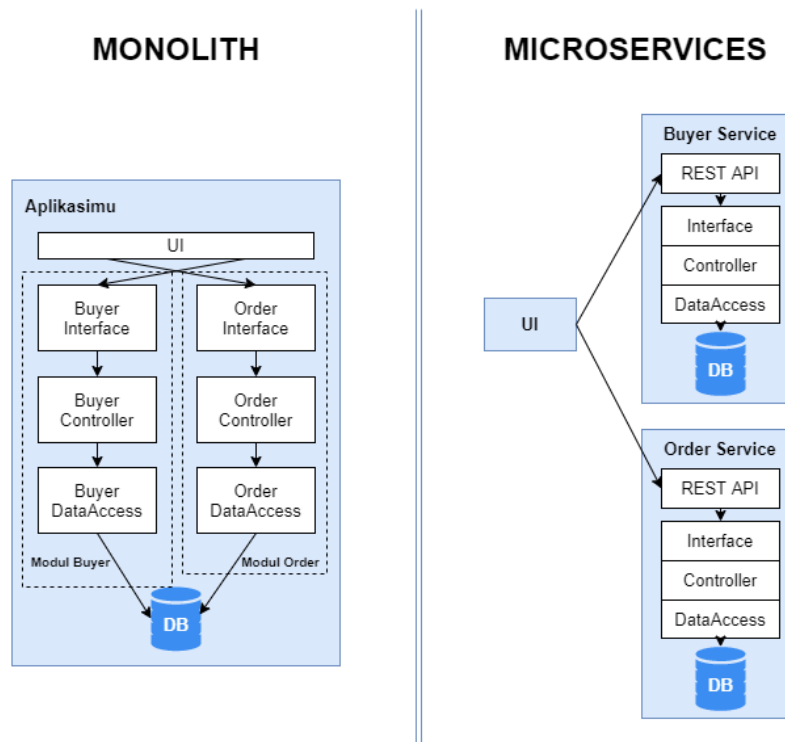 MONOLITH
Aplikasimu
UI
Buyer
Interface
Order
Interface
Buyer
Controller
Order
Controller
Buyer
DataAccess
Order
DataAccess
Modul Buyer
Modul Order
DB
MICROSERVICES
UI
Buyer Service
REST API
Interface
Controller
DataAccess
DB
Order Service
REST API
Interface
Controller
DataAccess
DB